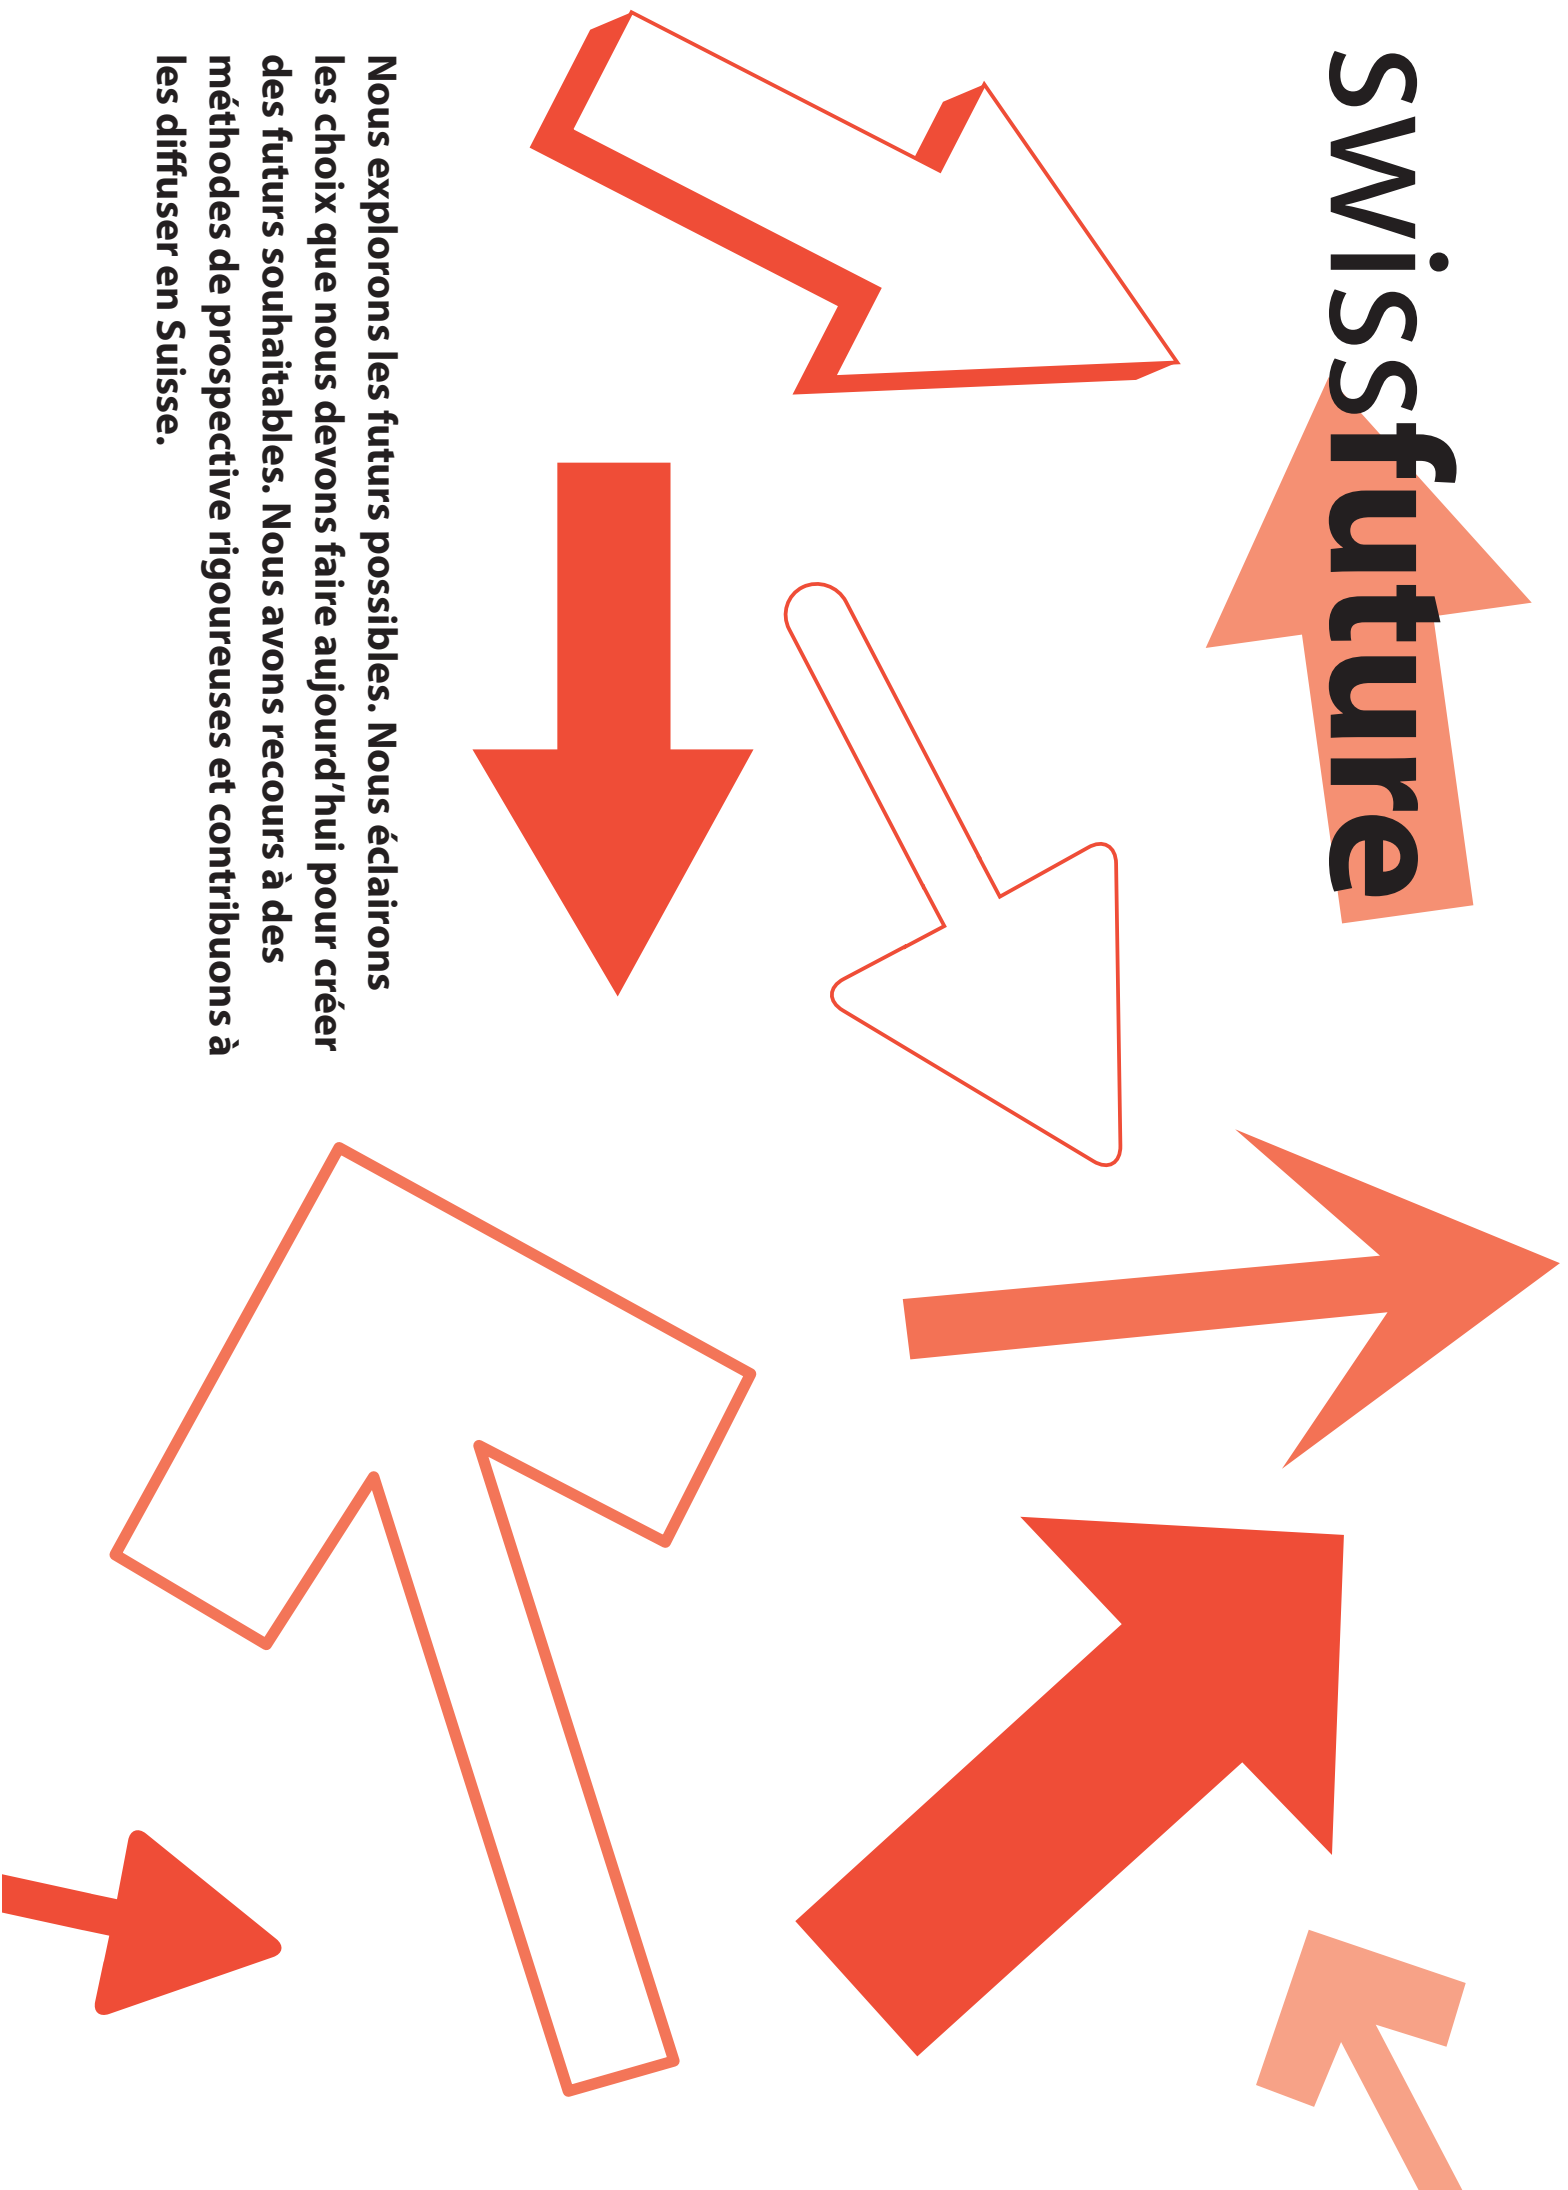 swissfuture
Nous explorons les futurs possibles. Nous éclairons
les choix que nous devons faire aujourd’hui pour créer
des futurs souhaitables. Nous avons recours à des
méthodes de prospective rigoureuses et contribuons à
les diffuser en Suisse.